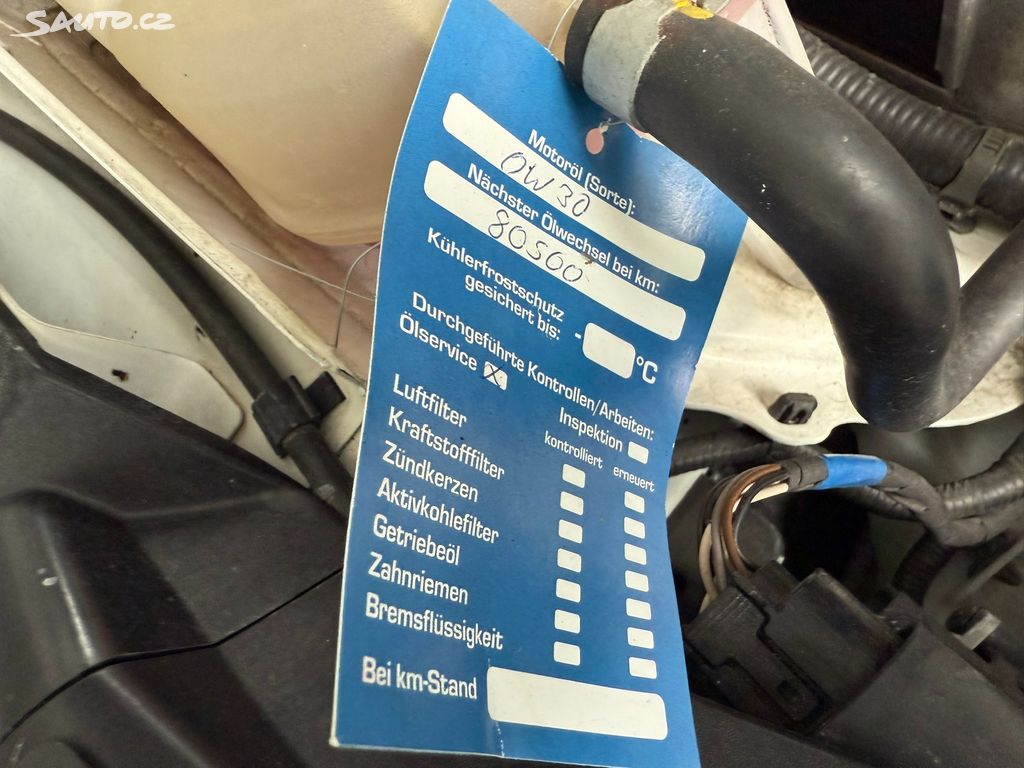 SAUTO.CZ
Motoröl (Sorte):
0W30
Nächster Ölwechsel bei km:
80500
Kühlerfrostschutz
gesichert bis: - °C
Durchgeführte Kontrollen/Arbeiten:
Ölservice X Inspektion
kontrolliert erneuert
Luftfilter
Kraftstofffilter
Zündkerzen
Aktivkohlefilter
Getriebeöl
Zahnriemen
Bremsflüssigkeit
Bei km-Stand